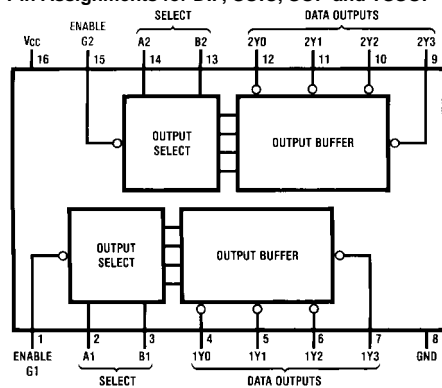 Pin Assignments for DIP, SOIC, SOP and TSSOP
SELECT DATA OUTPUTS
ENABLE
VCC G2 A2 B2 2Y0 2Y1 2Y2 2Y3
16 15 14 13 12 11 10 9
OUTPUT SELECT
OUTPUT BUFFER
OUTPUT SELECT
OUTPUT BUFFER
1 2 3 4 5 6 7 8
ENABLE G1 A1 B1 1Y0 1Y1 1Y2 1Y3 GND
SELECT DATA OUTPUTS